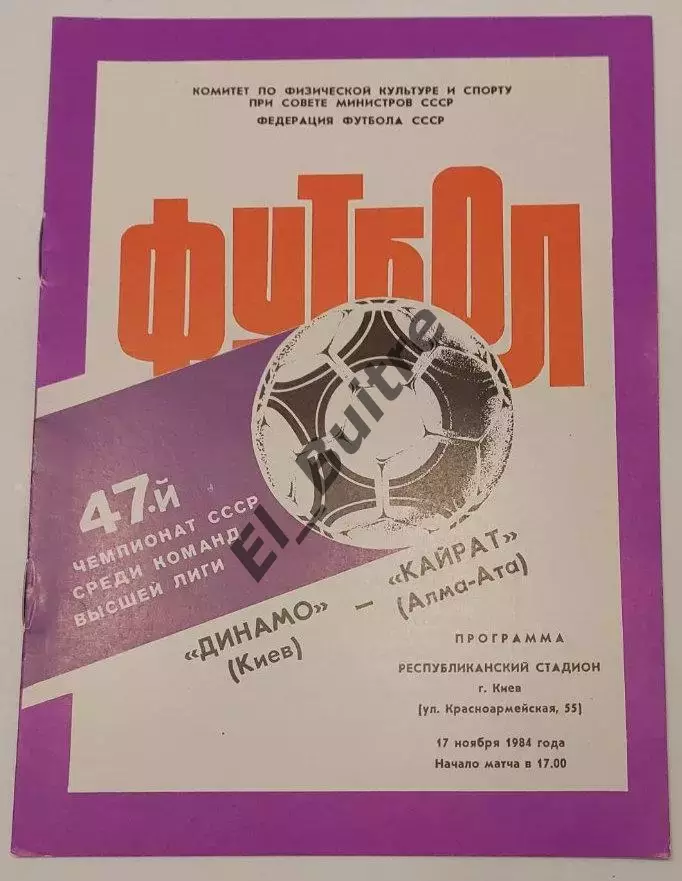 КОМИТЕТ ПО ФИЗИЧЕСКОЙ КУЛЬТУРЕ И СПОРТУ
ПРИ СОВЕТЕ МИНИСТРОВ СССР
ФЕДЕРАЦИЯ ФУТБОЛА СССР
ФУТБОЛ
47-й
ЧЕМПИОНАТ СССР
СРЕДИ КОМАНД
ВЫСШЕЙ ЛИГИ
El_Buitre
«ДИНАМО» — «КАЙРАТ»
(Киев) (Алма-Ата)
ПРОГРАММА
РЕСПУБЛИКАНСКИЙ СТАДИОН
г. Киев
(ул. Красноармейская, 55)
17 ноября 1984 года
Начало матча в 17.00